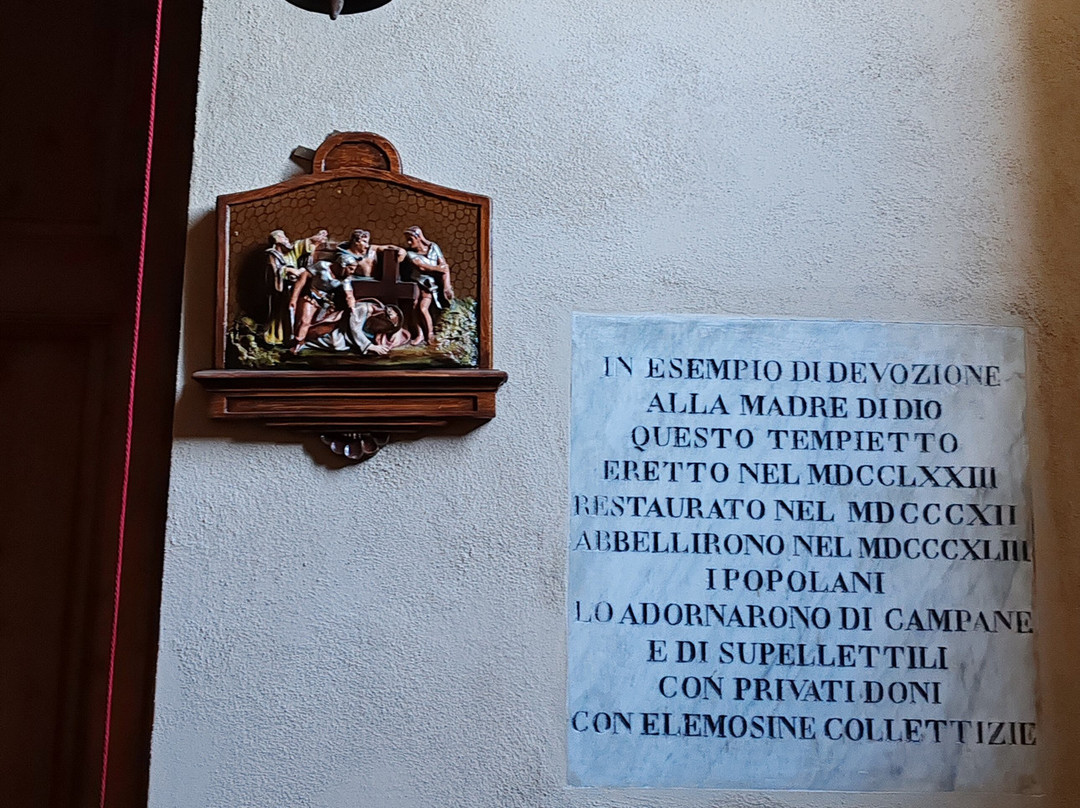 IN ESEMPIO DI DEVOZIONE
ALLA MADRE DI DIO
QUESTO TEMPIETTO
ERETTO NEL MDCCLXXIII
RESTAURATO NEL MDCCCXII
ABBELLIRONO NEL MDCCCXLIII
I POPOLANI
LO ADORNARONO DI CAMPANE
E DI SUPELLETTILI
CON PRIVATI DONI
CON ELEMOSINE COLLETTIZIE